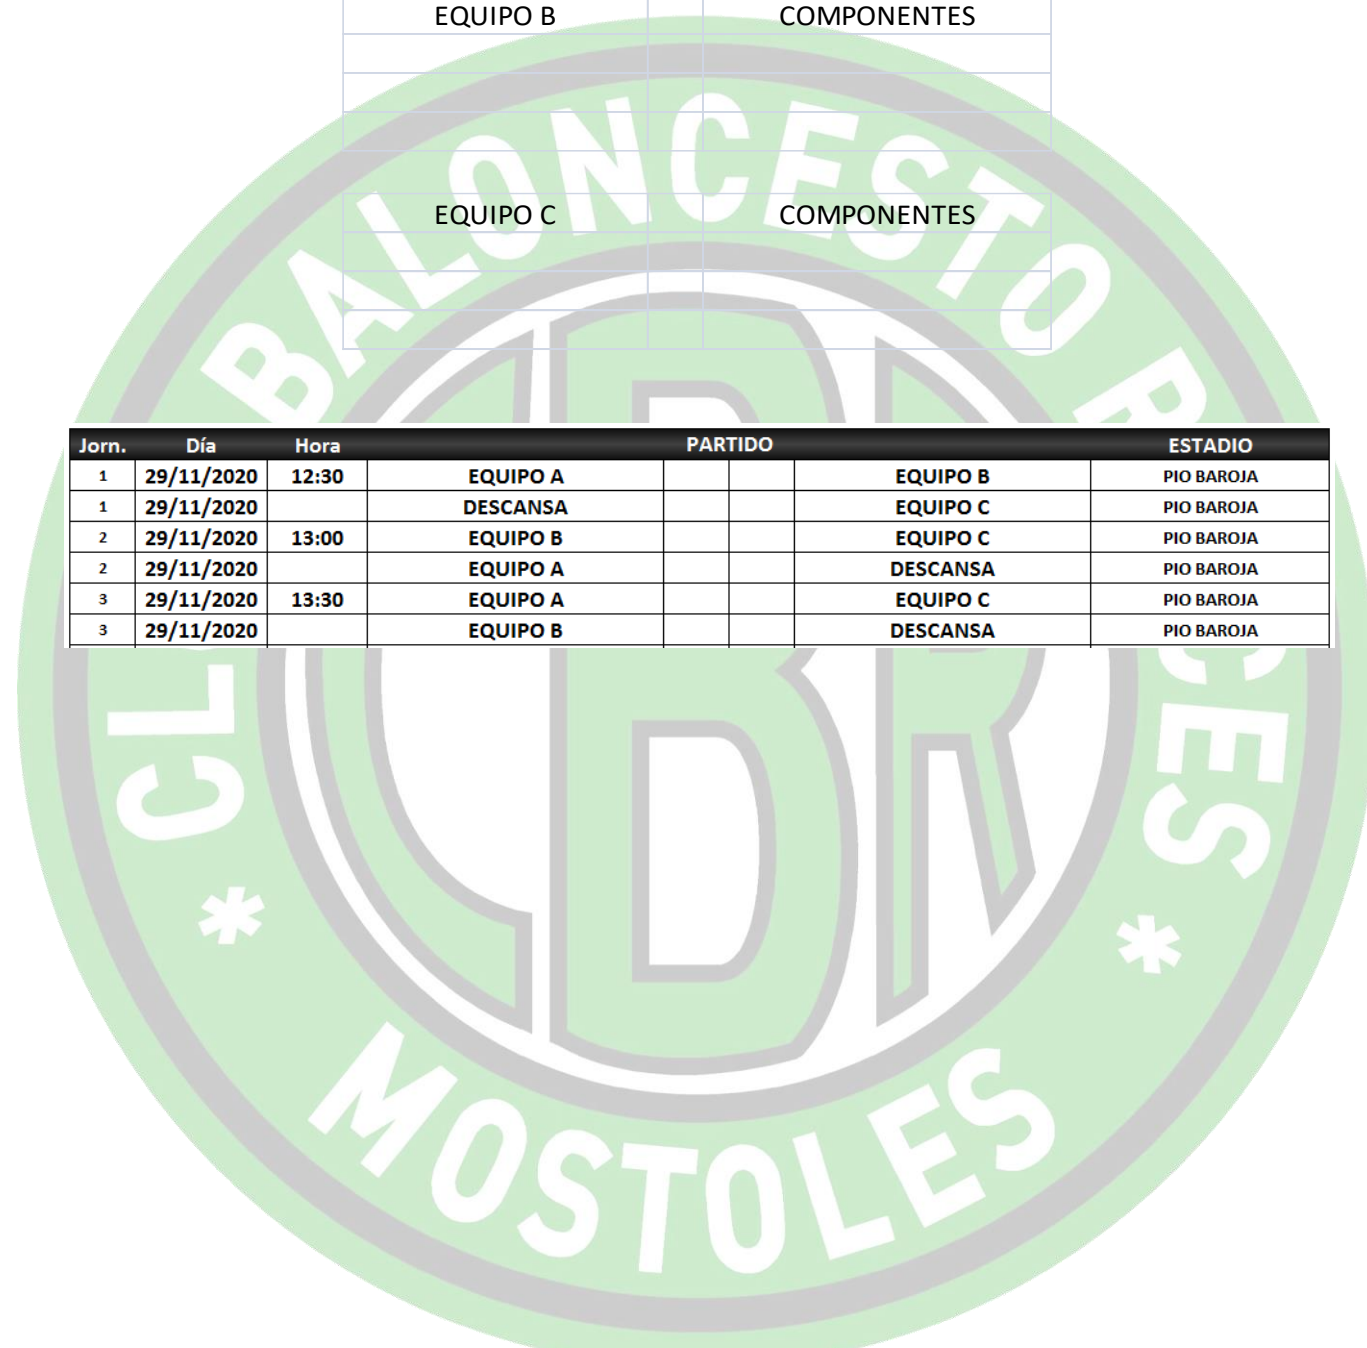 EQUIPO B COMPONENTES
EQUIPO C COMPONENTES
Jorn. Día Hora PARTIDO ESTADIO
1 29/11/2020 12:30 EQUIPO A EQUIPO B PIO BAROJA
1 29/11/2020 DESCANSA EQUIPO C PIO BAROJA
2 29/11/2020 13:00 EQUIPO B EQUIPO C PIO BAROJA
2 29/11/2020 EQUIPO A DESCANSA PIO BAROJA
3 29/11/2020 13:30 EQUIPO A EQUIPO C PIO BAROJA
3 29/11/2020 EQUIPO B DESCANSA PIO BAROJA
BALONCESTO
CBR
* MOSTOLES *